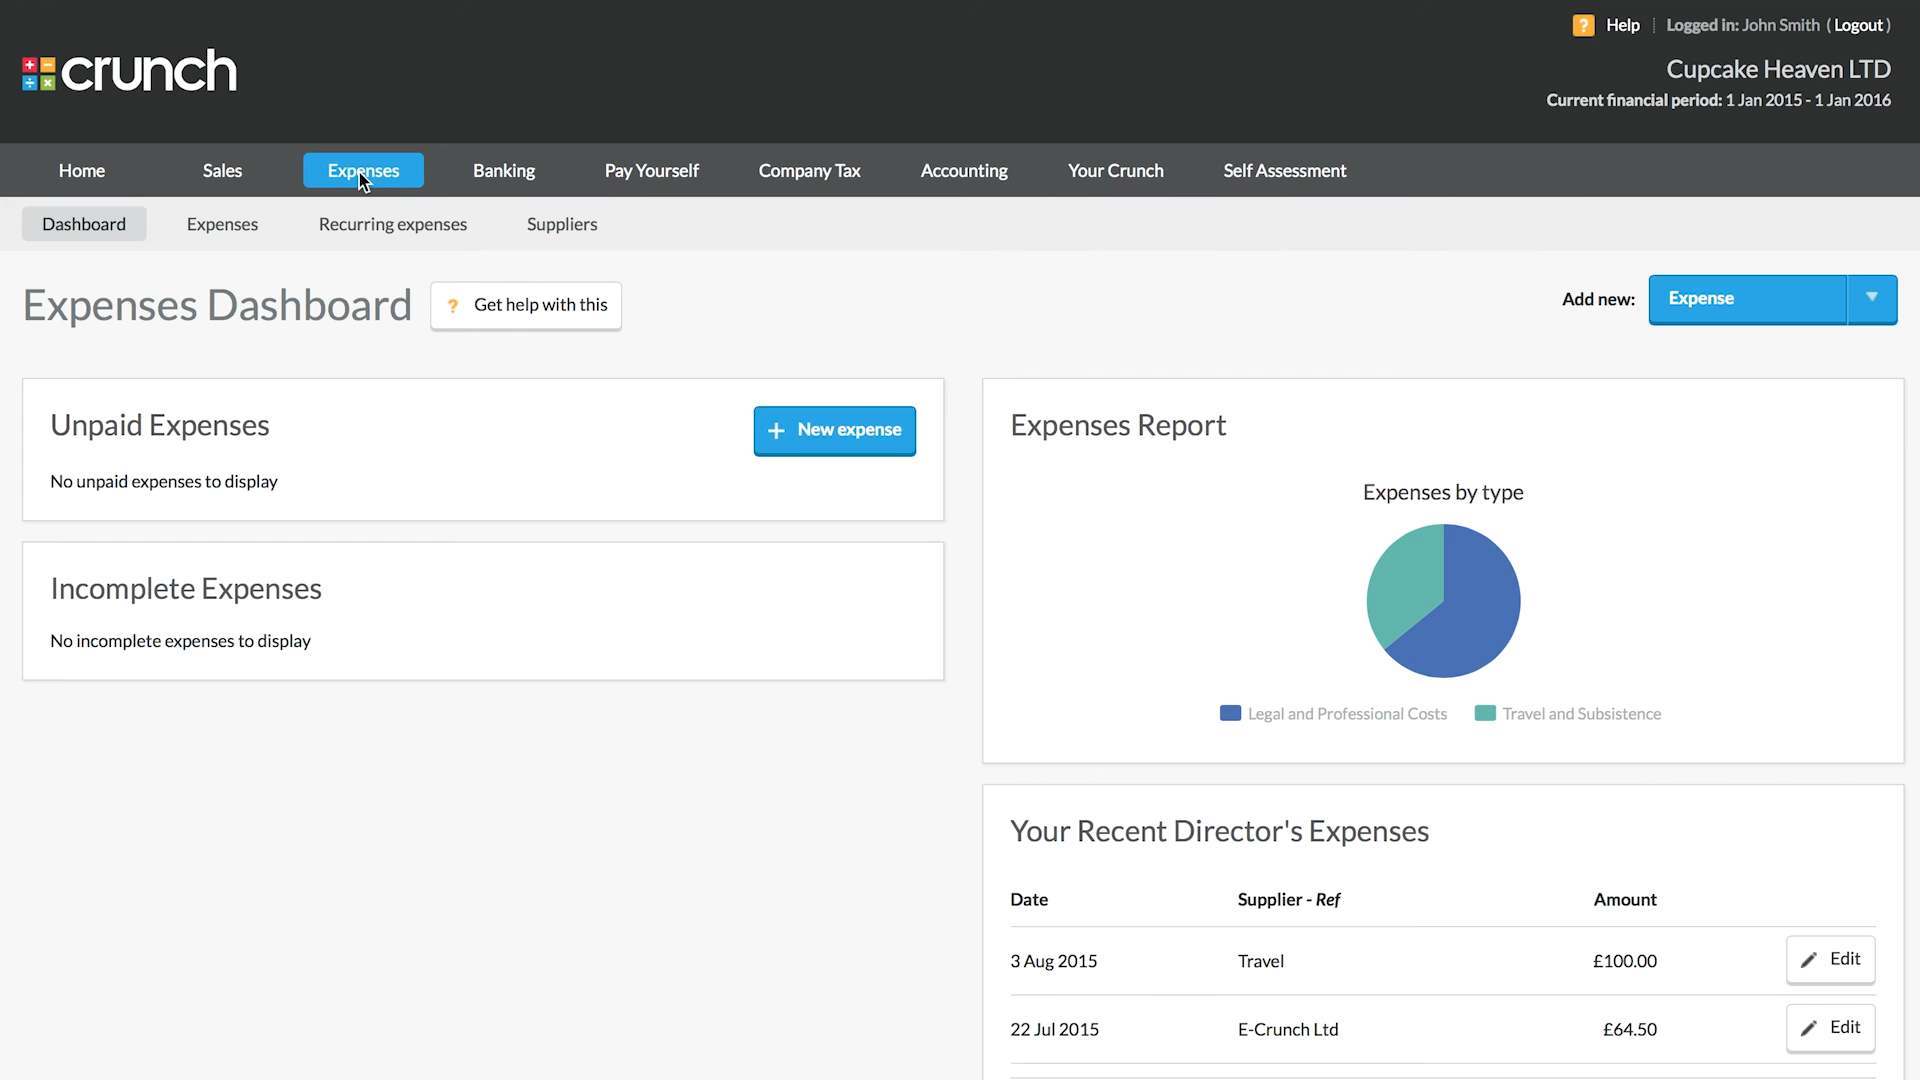 ? Help Logged in: John Smith ( Logout )
crunch
Cupcake Heaven LTD
Current financial period: 1 Jan 2015 - 1 Jan 2016
Home Sales Expenses Banking Pay Yourself Company Tax Accounting Your Crunch Self Assessment
Dashboard Expenses Recurring expenses Suppliers
Expenses Dashboard ? Get help with this Add new: Expense
Unpaid Expenses + New expense
No unpaid expenses to display
Incomplete Expenses
No incomplete expenses to display
Expenses Report
Expenses by type
Legal and Professional Costs Travel and Subsistence
Your Recent Director's Expenses
Date Supplier - Ref Amount
3 Aug 2015 Travel £100.00 Edit
22 Jul 2015 E-Crunch Ltd £64.50 Edit